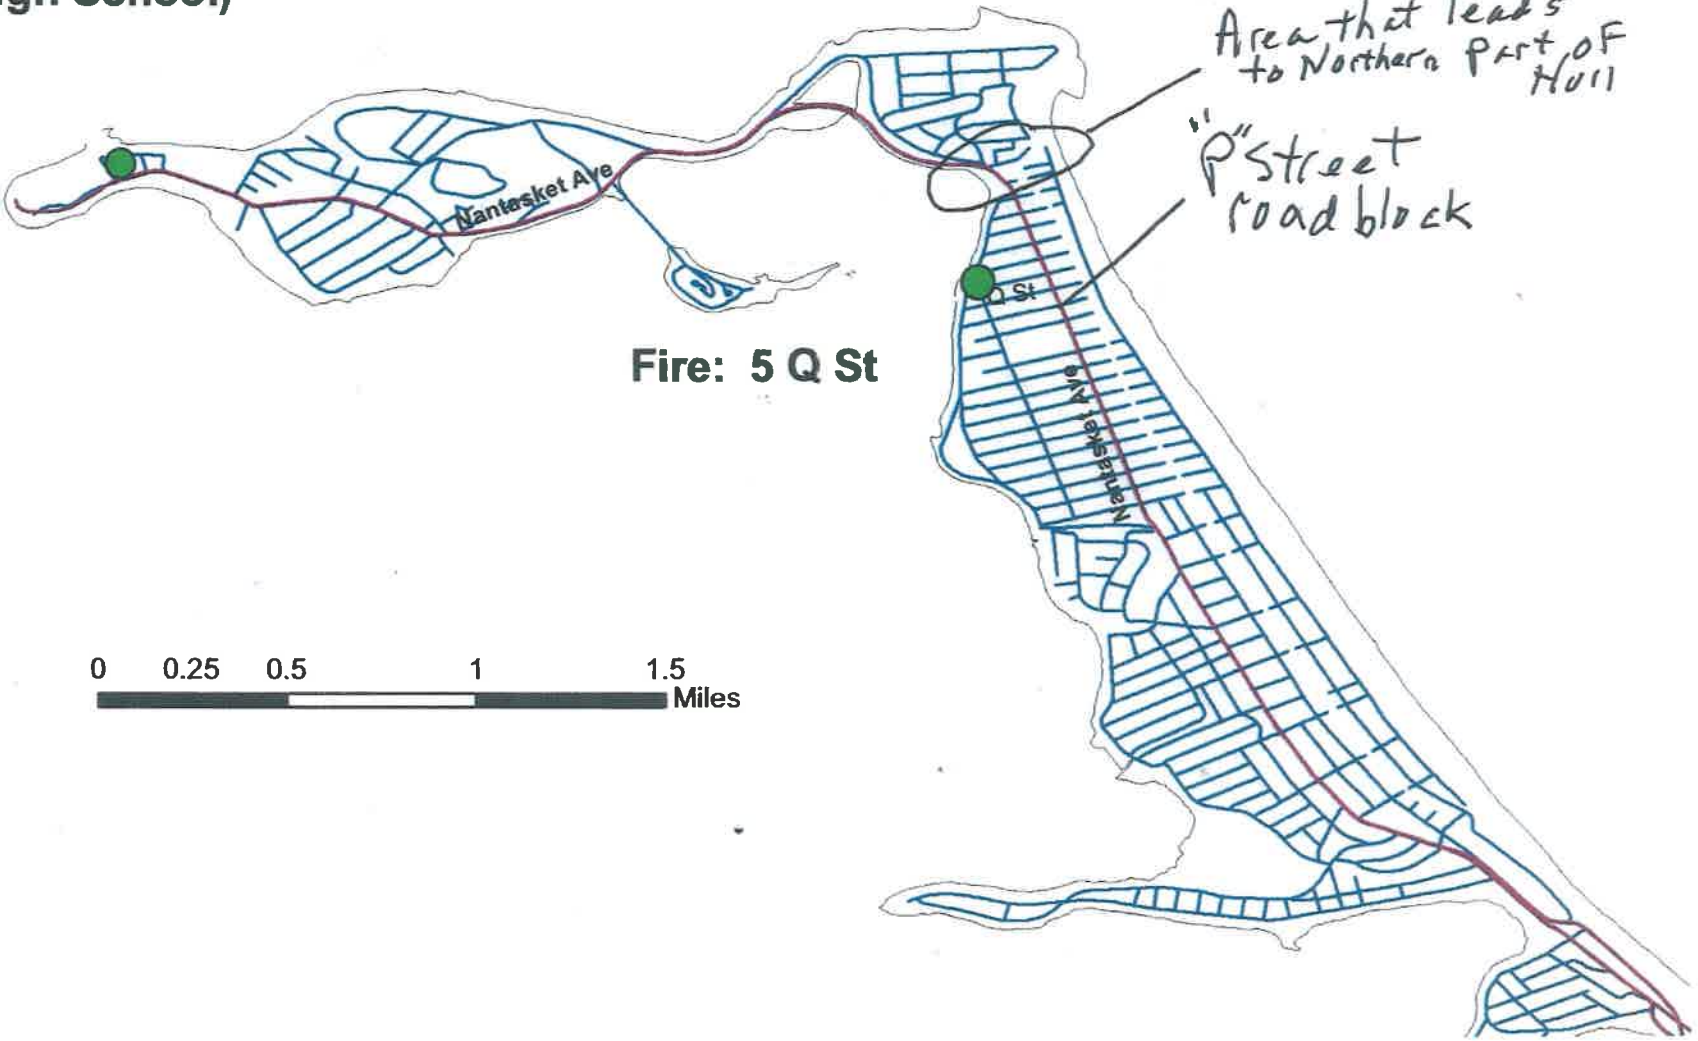 gh School)
Area that leads
to Northern Part of
Hull
"P" Street
road block
Nantasket Ave
Q St
Fire: 5 Q St
Nantasket Ave
0 0.25 0.5 1 1.5
Miles